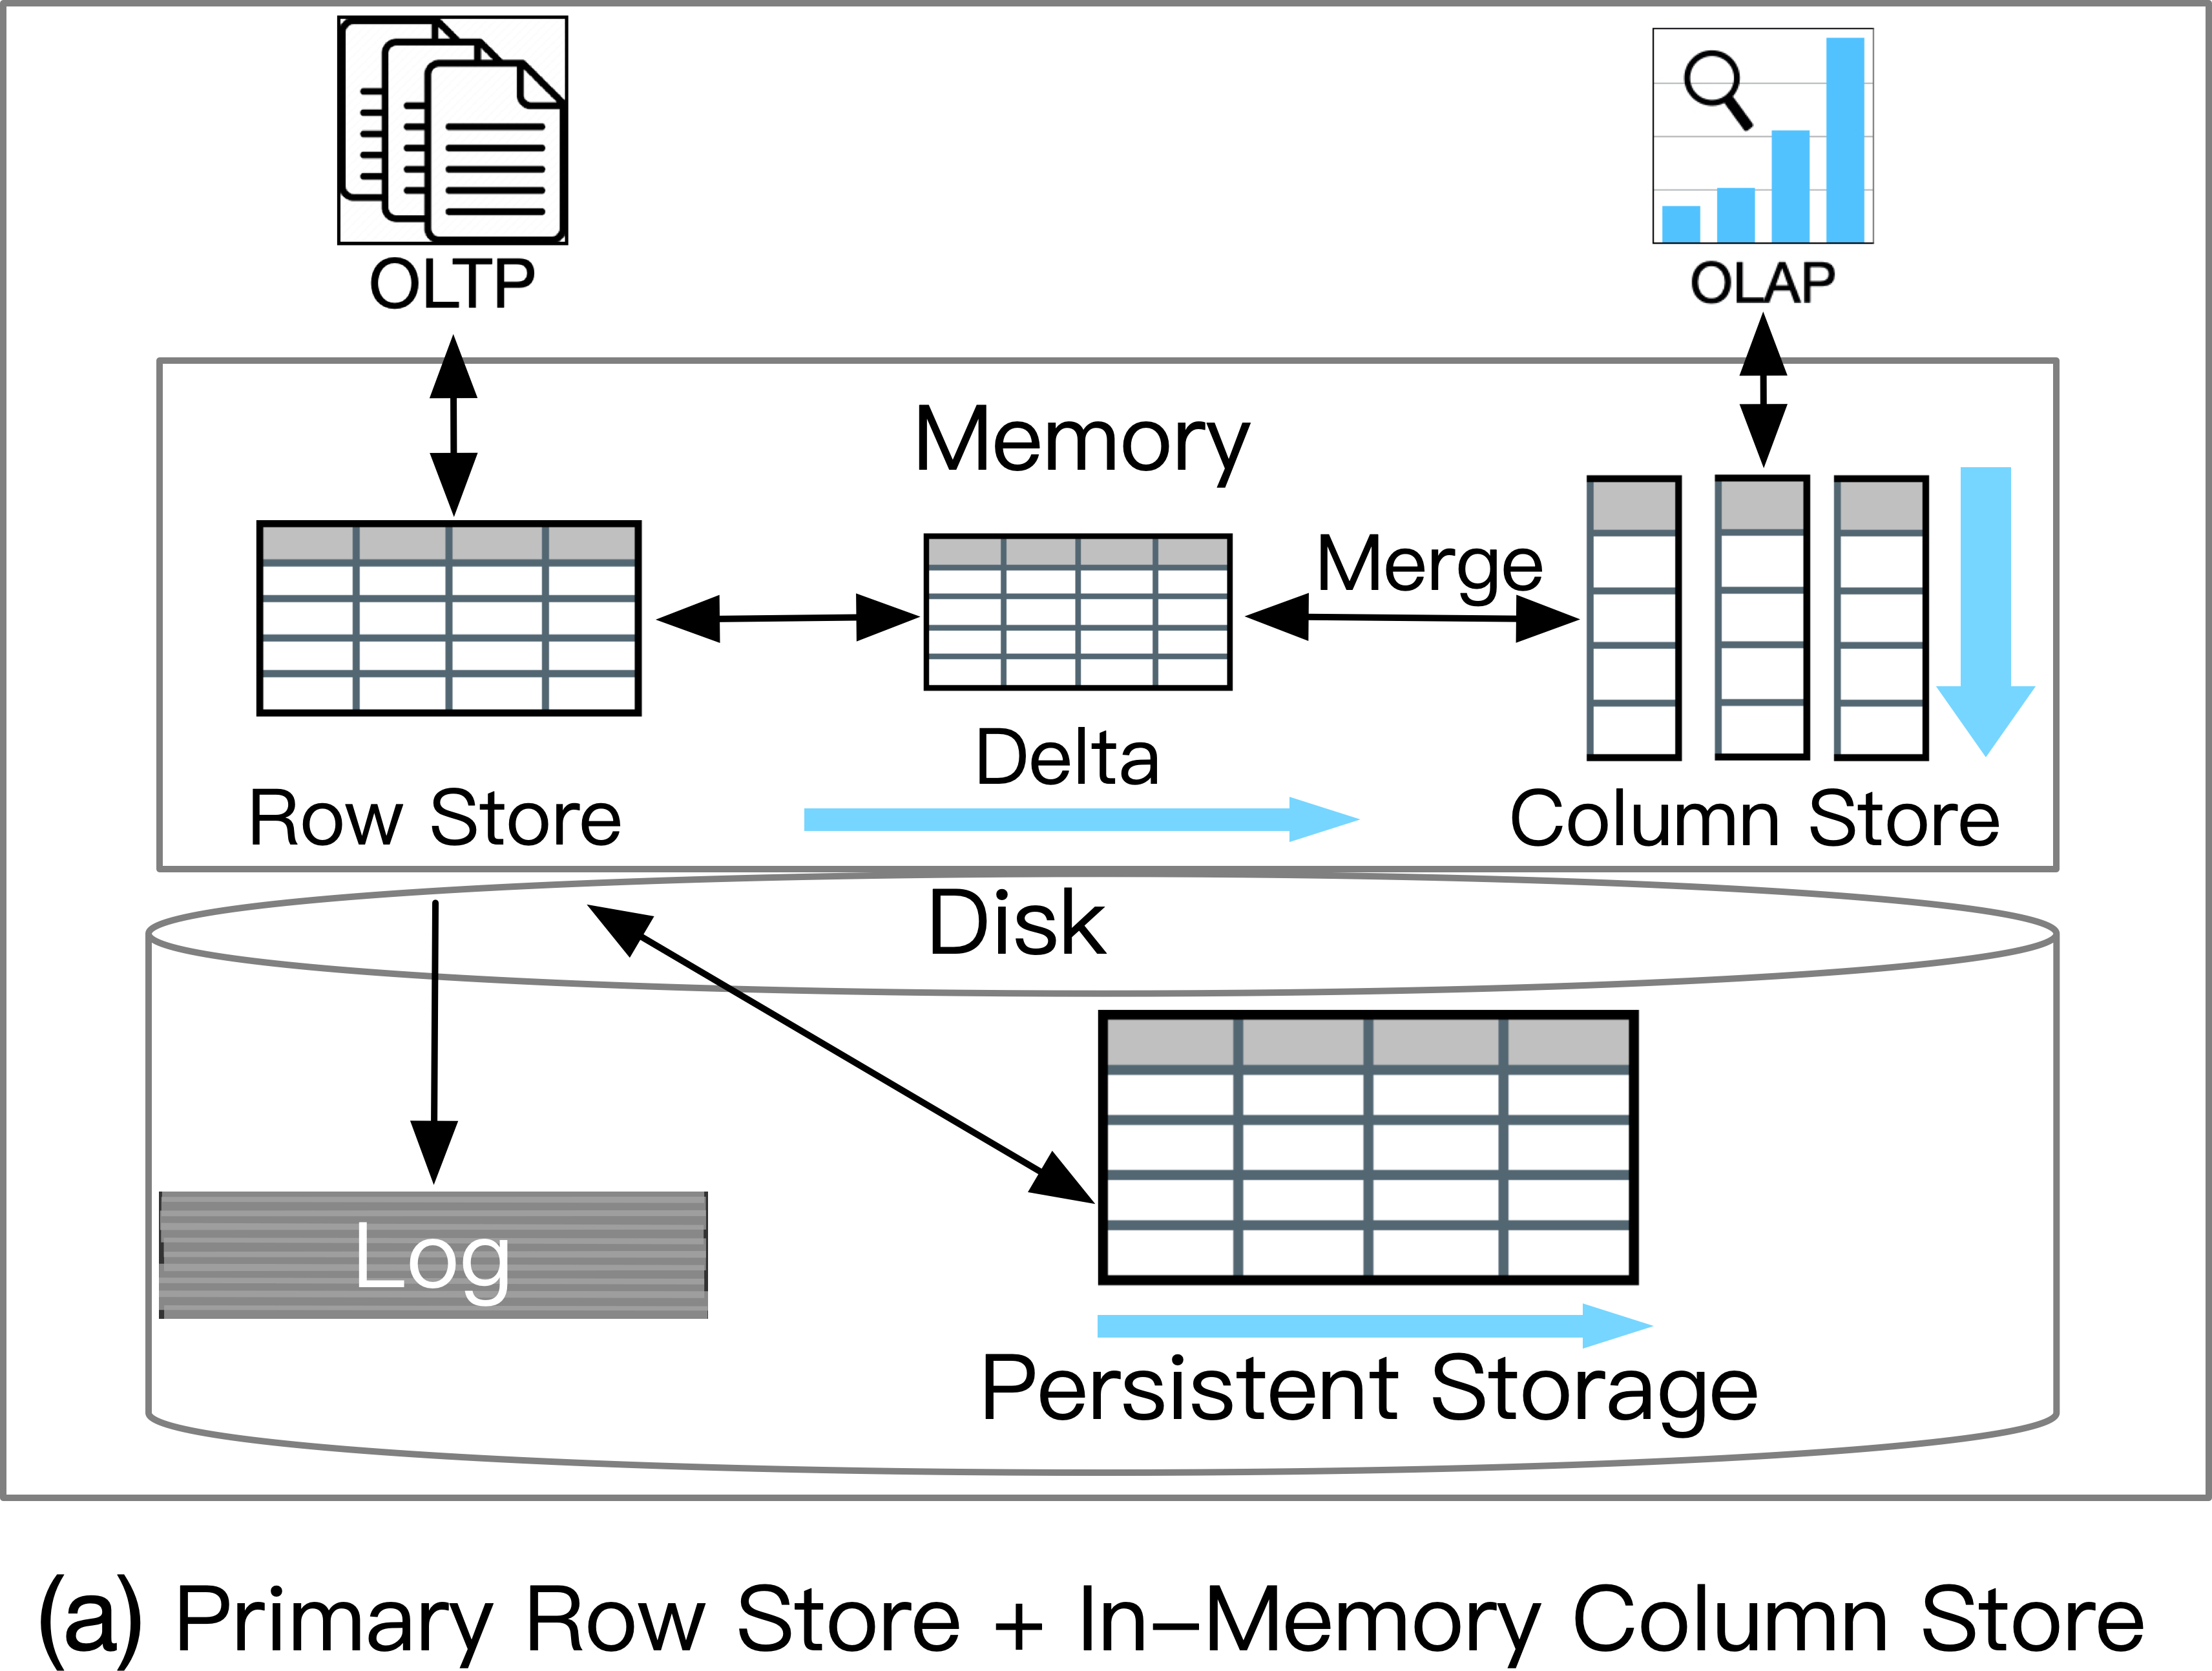 OLTP
OLAP
Memory
Merge
Delta
Row Store
Column Store
Disk
Log
Persistent Storage
(a) Primary Row Store + In-Memory Column Store